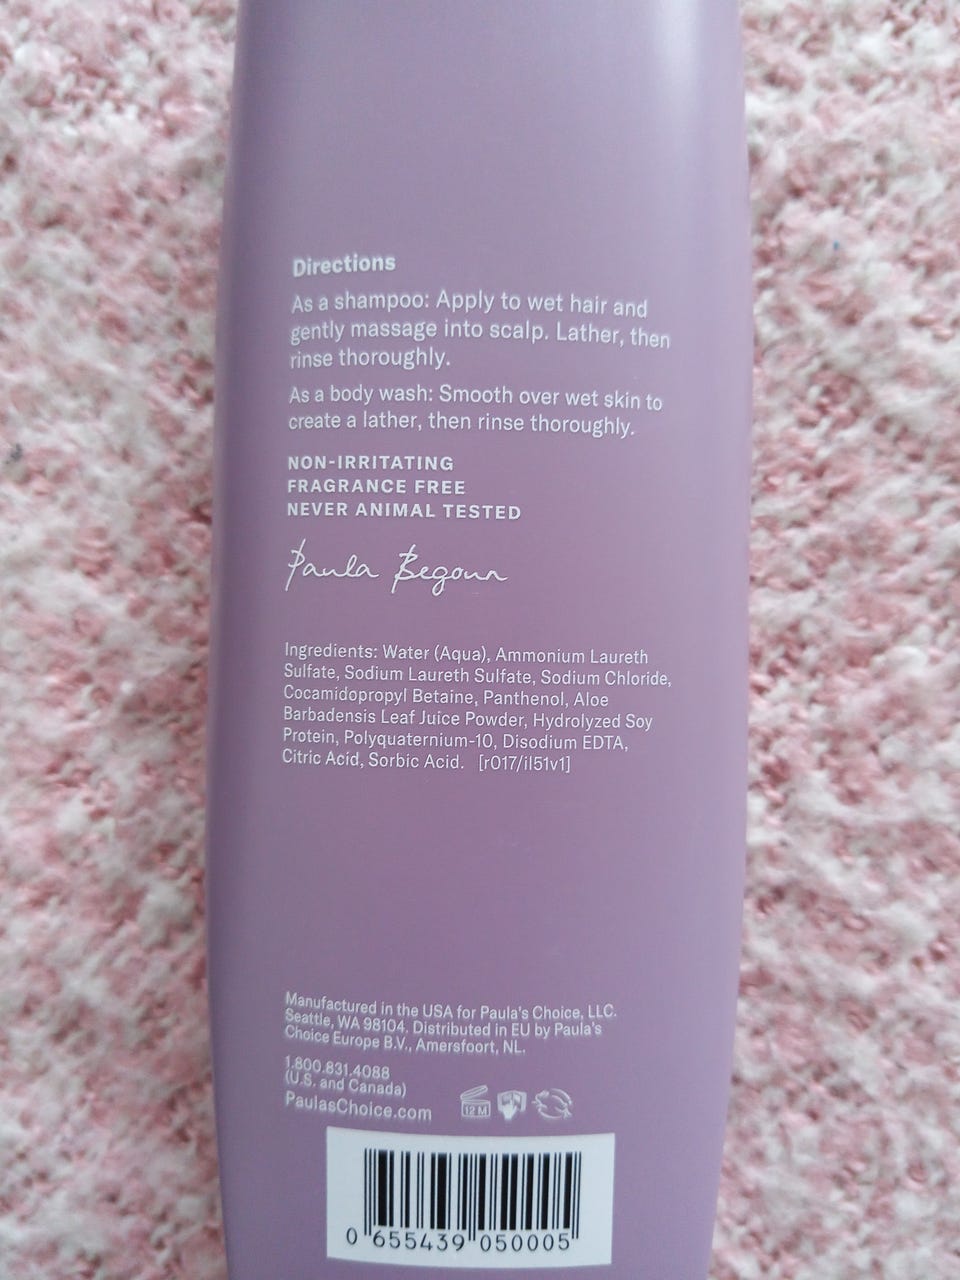 Directions
As a shampoo: Apply to wet hair and
gently massage into scalp. Lather, then
rinse thoroughly.
As a body wash: Smooth over wet skin to
create a lather, then rinse thoroughly.
NON-IRRITATING
FRAGRANCE FREE
NEVER ANIMAL TESTED
Paula Begoun
Ingredients: Water (Aqua), Ammonium Laureth
Sulfate, Sodium Laureth Sulfate, Sodium Chloride,
Cocamidopropyl Betaine, Panthenol, Aloe
Barbadensis Leaf Juice Powder, Hydrolyzed Soy
Protein, Polyquaternium-10, Disodium EDTA,
Citric Acid, Sorbic Acid. [r017/il51v1]
Manufactured in the USA for Paula's Choice, LLC.
Seattle, WA 98104. Distributed in EU by Paula's
Choice Europe B.V., Amersfoort, NL.
1.800.831.4088
(U.S. and Canada)
PaulasChoice.com
12 M
0 655439 050005